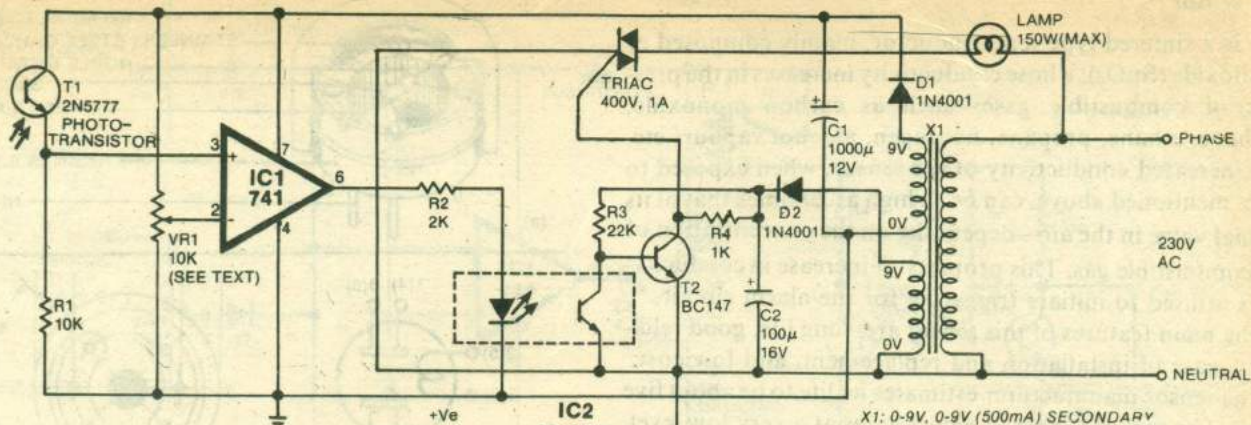 LAMP
150W(MAX)
TRIAC
400V, 1A
T1
2N5777
PHOTO-
TRANSISTOR
3
+
7
IC1
741
6
2
-
4
VR1
10K
(SEE TEXT)
R1
10K
R2
2K
+
C1
1000µ
12V
D1
1N4001
X1
9V
0V
9V
0V
PHASE
230V
AC
NEUTRAL
R3
22K
R4
1K
D2
1N4001
T2
BC147
+
C2
100µ
16V
+Ve
IC2
X1: 0-9V, 0-9V (500mA) SECONDARY